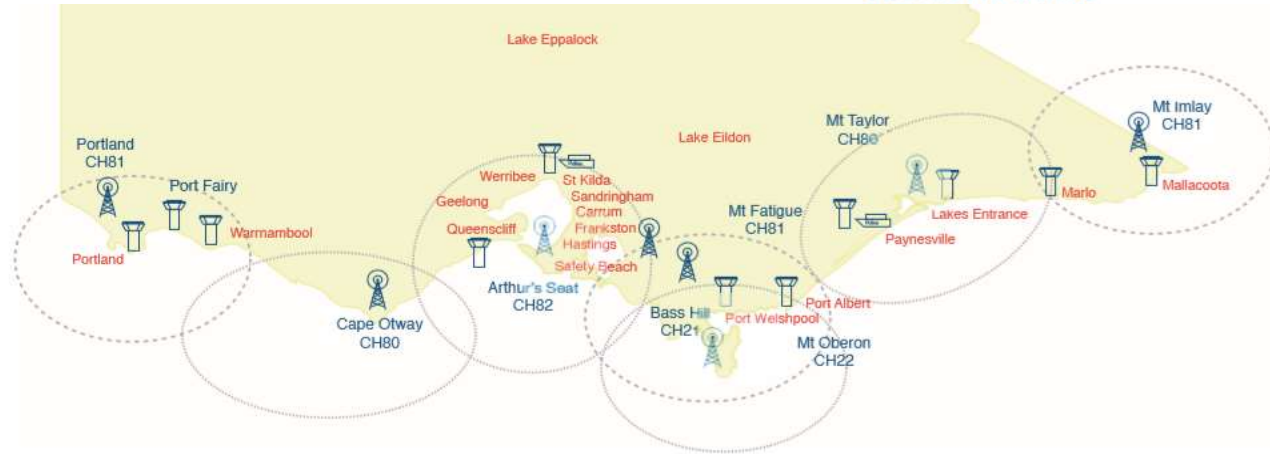 Lake Eppalock
Portland
CH81
Port Fairy
Warrnambool
Portland
Cape Otway
CH80
Werribee
Geelong
Queenscliff
St Kilda
Sandringham
Carrum
Frankston
Hastings
Safety Beach
Arthur's Seat
CH82
Lake Eildon
Bass Hill
CH21
Port Welshpool
Port Albert
Mt Oberon
CH22
Mt Fatigue
CH81
Mt Taylor
CH80
Paynesville
Lakes Entrance
Marlo
Mt Imlay
CH81
Mallacoota